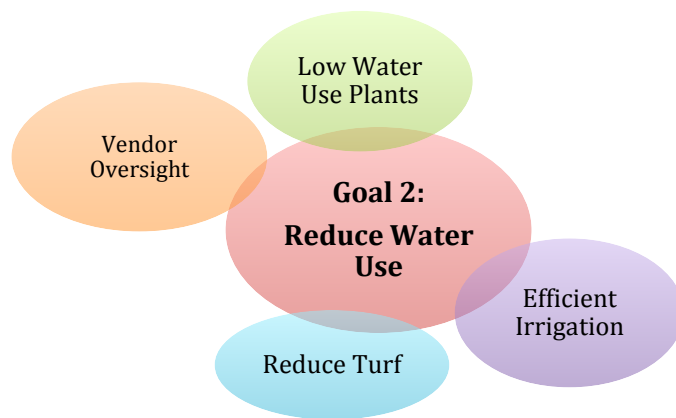 Low Water
Use Plants
Vendor
Oversight
Goal 2:
Reduce Water
Use
Efficient
Irrigation
Reduce Turf